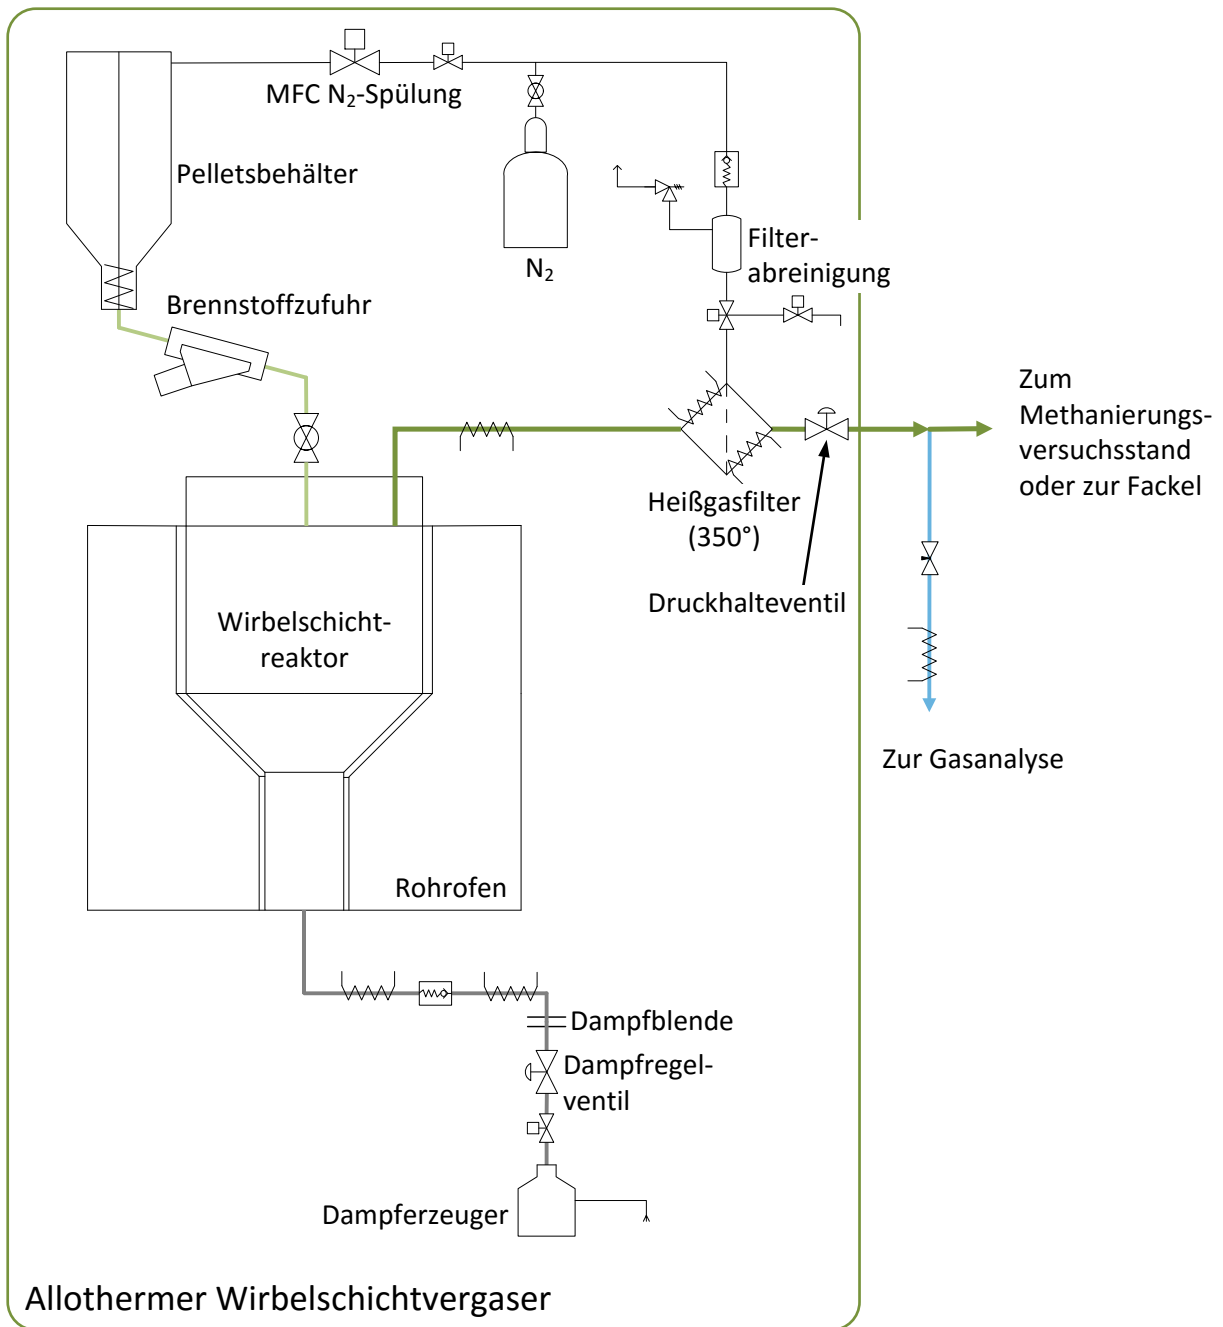 MFC N₂-Spülung
Pelletsbehälter
N₂
Filter-
abreinigung
Brennstoffzufuhr
Zum
Methanierungs-
versuchsstand
oder zur Fackel
Heißgasfilter
(350°)
Druckhalteventil
Wirbelschicht-
reaktor
Zur Gasanalyse
Rohrofen
Dampfblende
Dampfregel-
ventil
Dampferzeuger
Allothermer Wirbelschichtvergaser